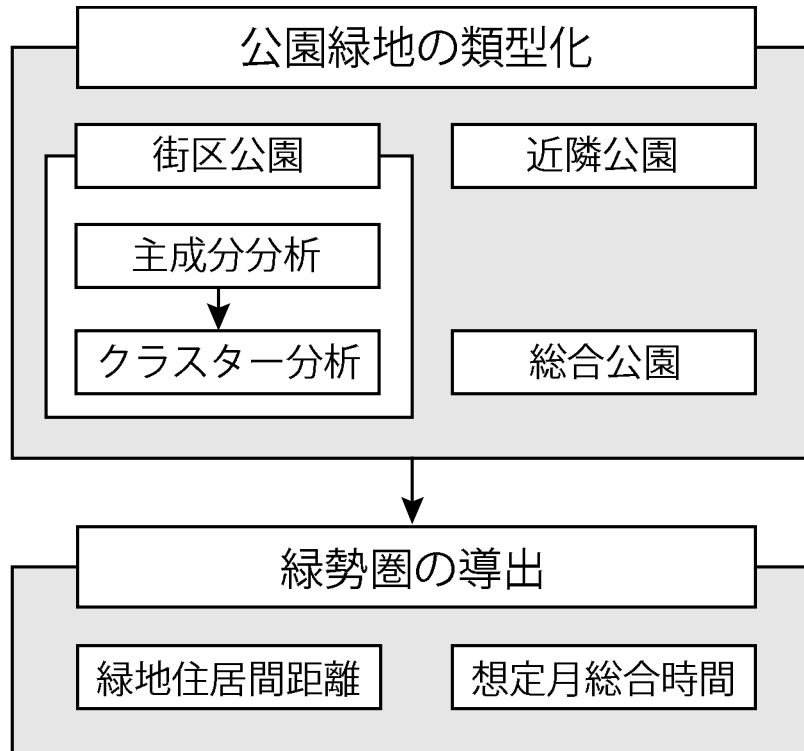 公園緑地の類型化
街区公園
近隣公園
主成分分析
クラスター分析
総合公園
緑勢圏の導出
緑地住居間距離
想定月総合時間